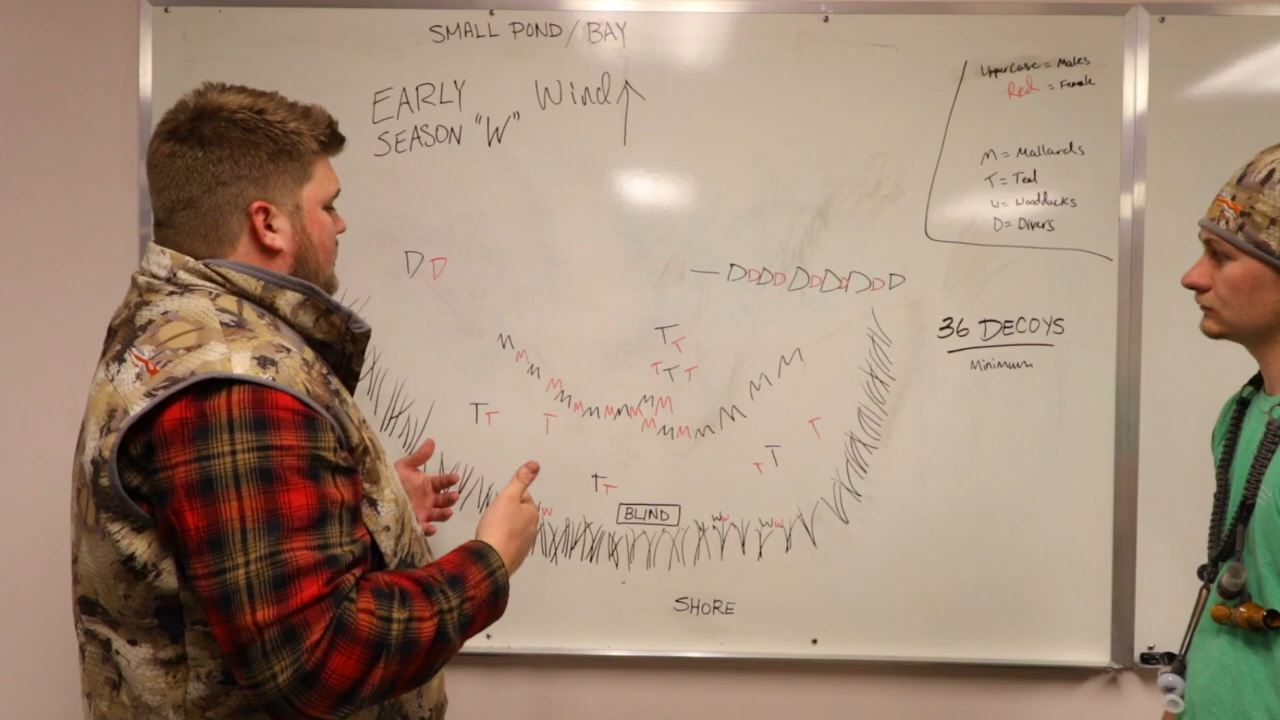 SMALL POND/BAY
EARLY
SEASON "W"
Wind
Uppercase = Males
Red = Female
M = Mallards
T = Teal
W = Woodducks
D = Divers
36 DECOYS
Minimum
D D
D D D D D D D D D D D
T T
T T T
M M M M M M M M M M M M M M M M M M M M M
T T
T
T
T T
T T
W
BLIND
W W
W W
SHORE